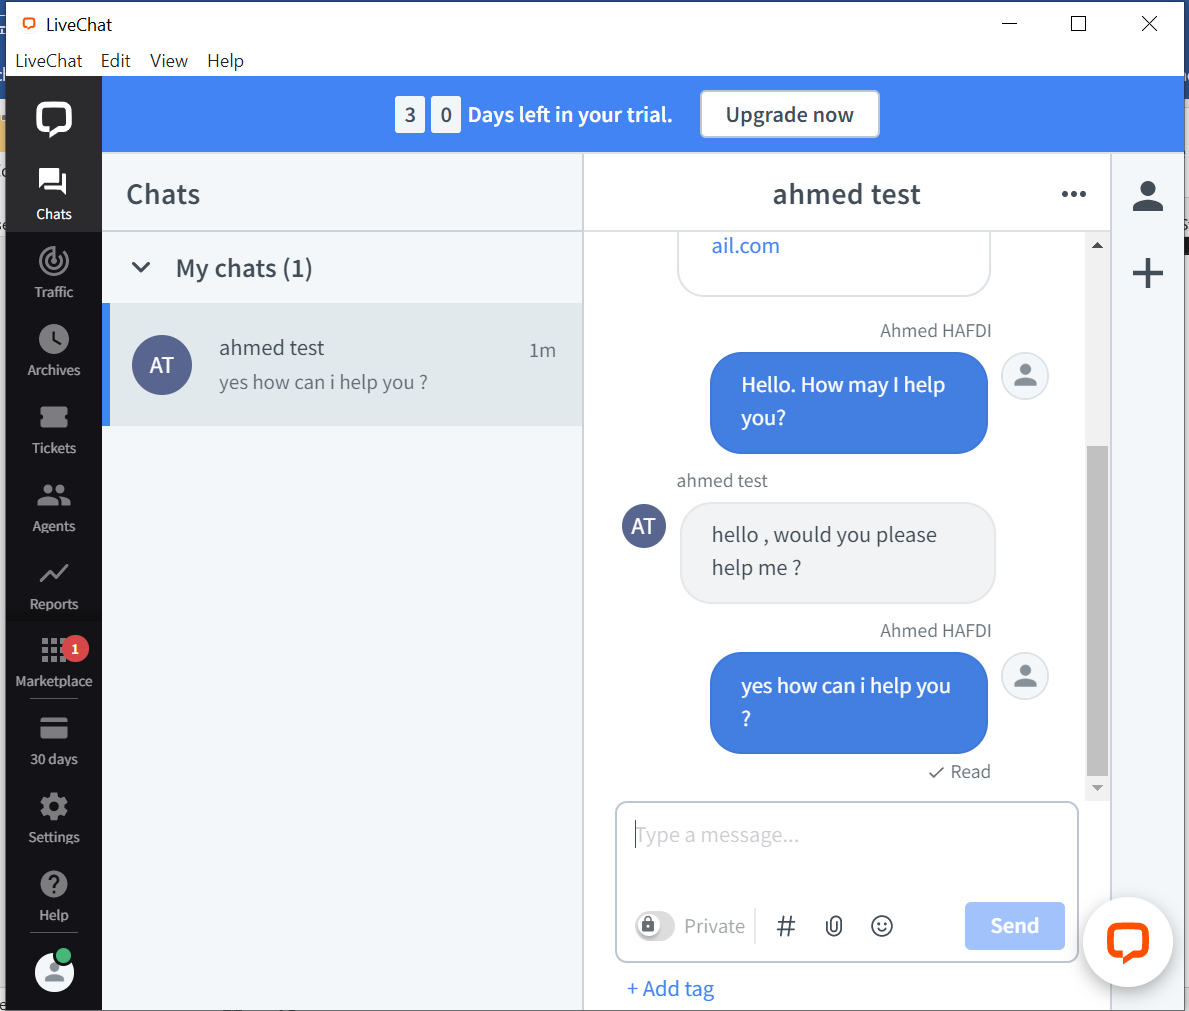 LiveChat
LiveChat Edit View Help
3 0 Days left in your trial. Upgrade now
Chats
Traffic
Archives
Tickets
Agents
Reports
1
Marketplace
30 days
Settings
Help
Chats
My chats (1)
AT
ahmed test 1m
yes how can i help you ?
ahmed test
ail.com
Ahmed HAFDI
Hello. How may I help
you?
ahmed test
AT
hello , would you please
help me ?
Ahmed HAFDI
yes how can i help you
?
Read
Type a message...
Private
Send
+ Add tag